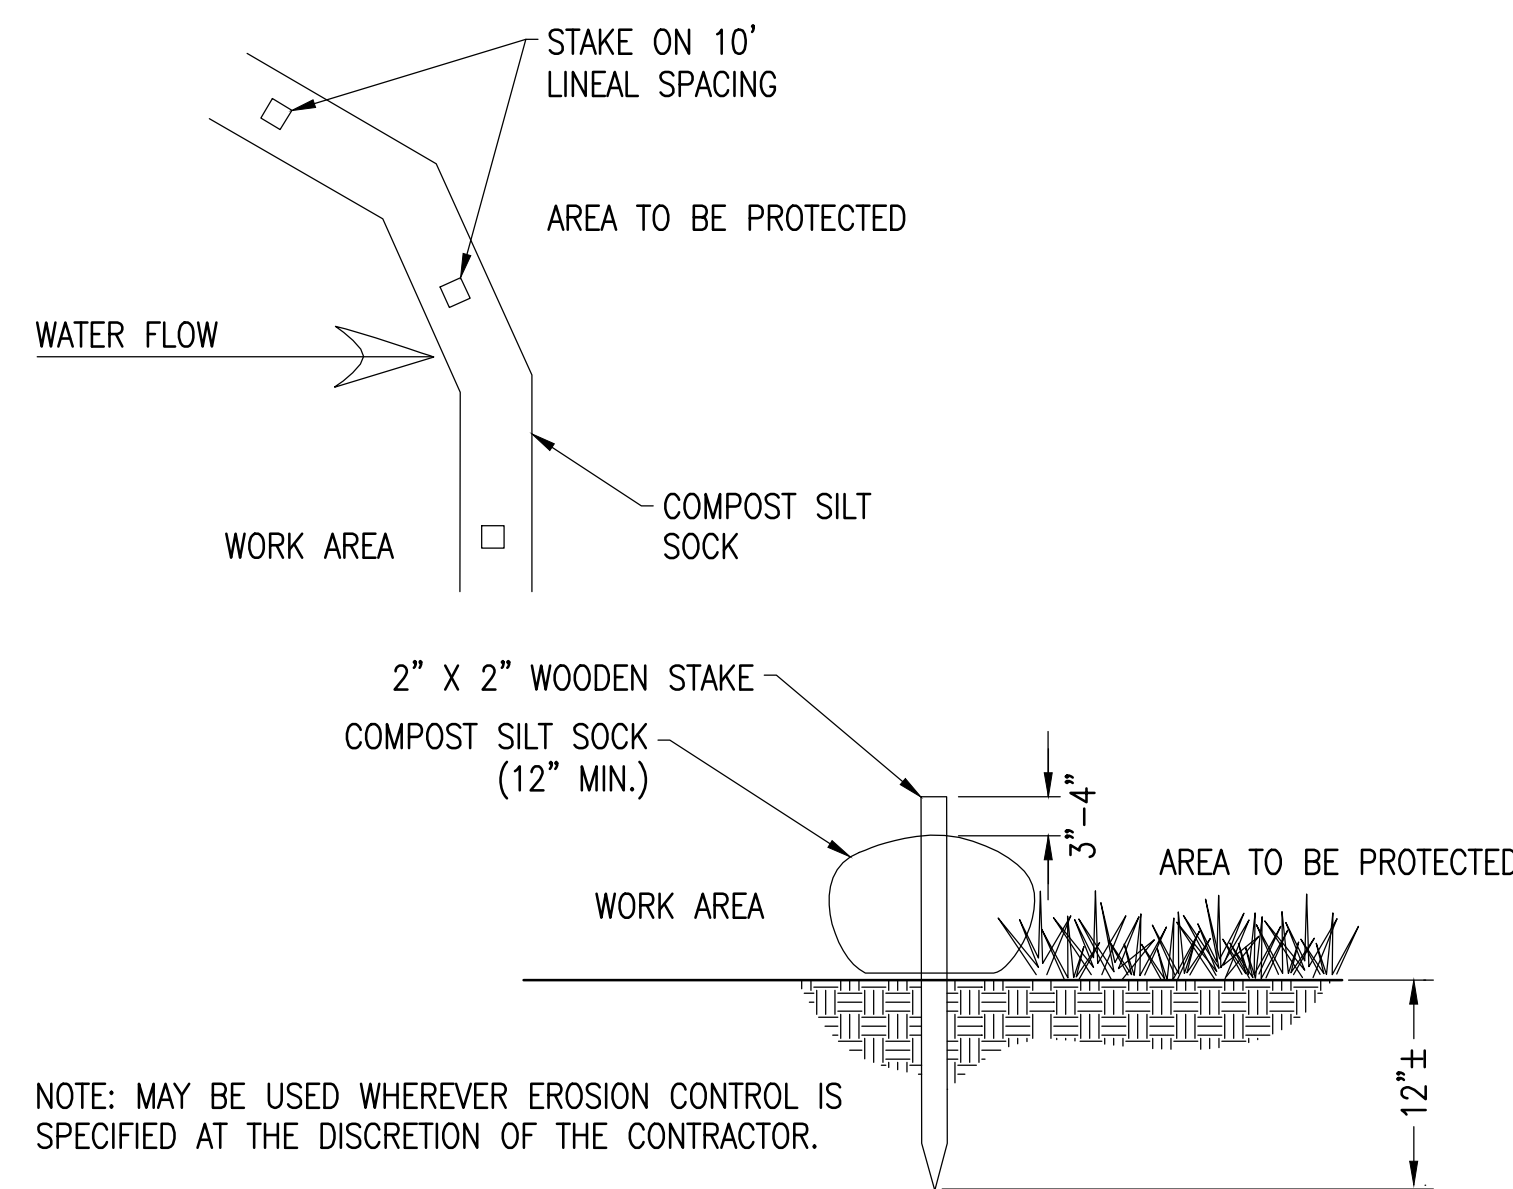 STAKE ON 10'
LINEAL SPACING
AREA TO BE PROTECTED
WATER FLOW
COMPOST SILT
SOCK
WORK AREA
2" X 2" WOODEN STAKE
COMPOST SILT SOCK
(12" MIN.)
3"-4"
AREA TO BE PROTECTED
WORK AREA
12"±
NOTE: MAY BE USED WHEREVER EROSION CONTROL IS
SPECIFIED AT THE DISCRETION OF THE CONTRACTOR.